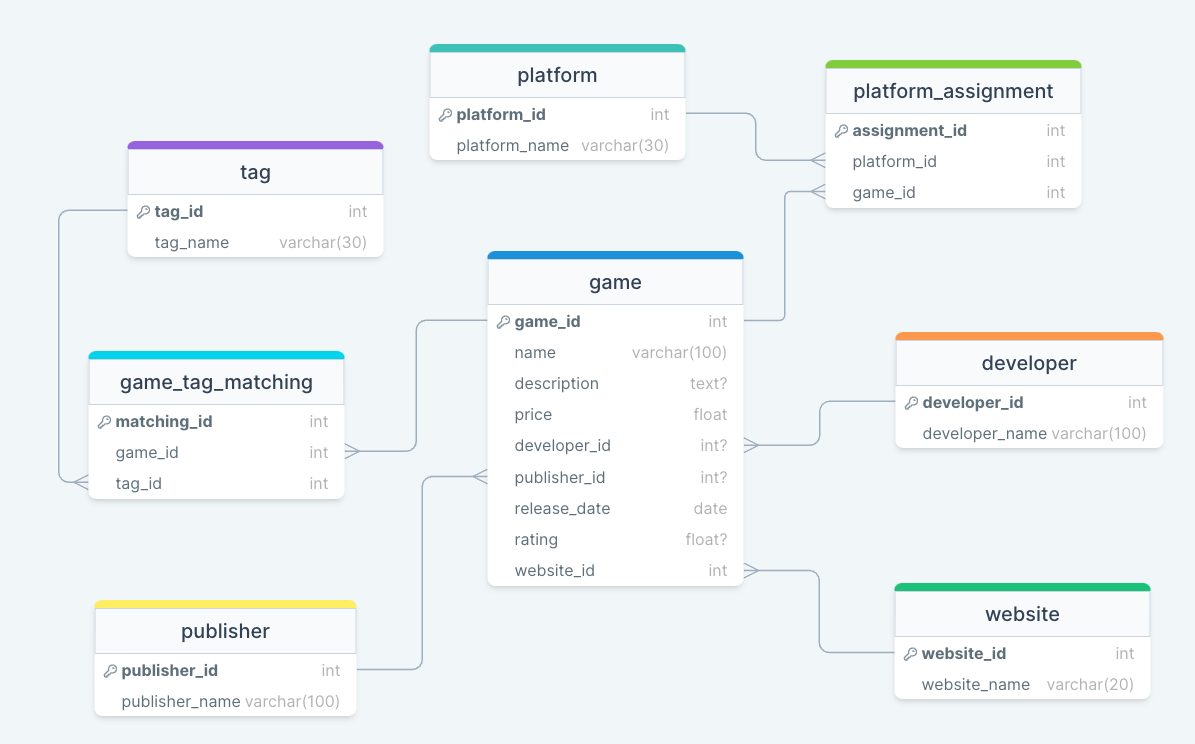 platform
platform_id int
platform_name varchar(30)
platform_assignment
assignment_id int
platform_id int
game_id int
tag
tag_id int
tag_name varchar(30)
game
game_id int
name varchar(100)
description text?
price float
developer_id int?
publisher_id int?
release_date date
rating float?
website_id int
developer
developer_id int
developer_name varchar(100)
game_tag_matching
matching_id int
game_id int
tag_id int
publisher
publisher_id int
publisher_name varchar(100)
website
website_id int
website_name varchar(20)